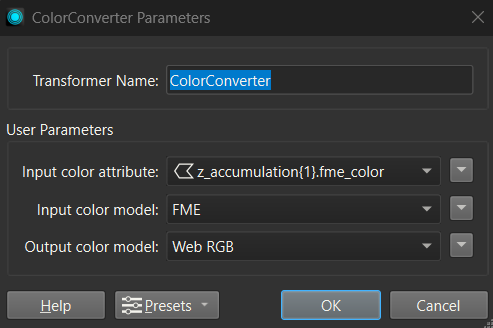 ColorConverter Parameters
Transformer Name: ColorConverter
User Parameters
Input color attribute: z_accumulation{1}.fme_color
Input color model: FME
Output color model: Web RGB
Help Presets OK Cancel